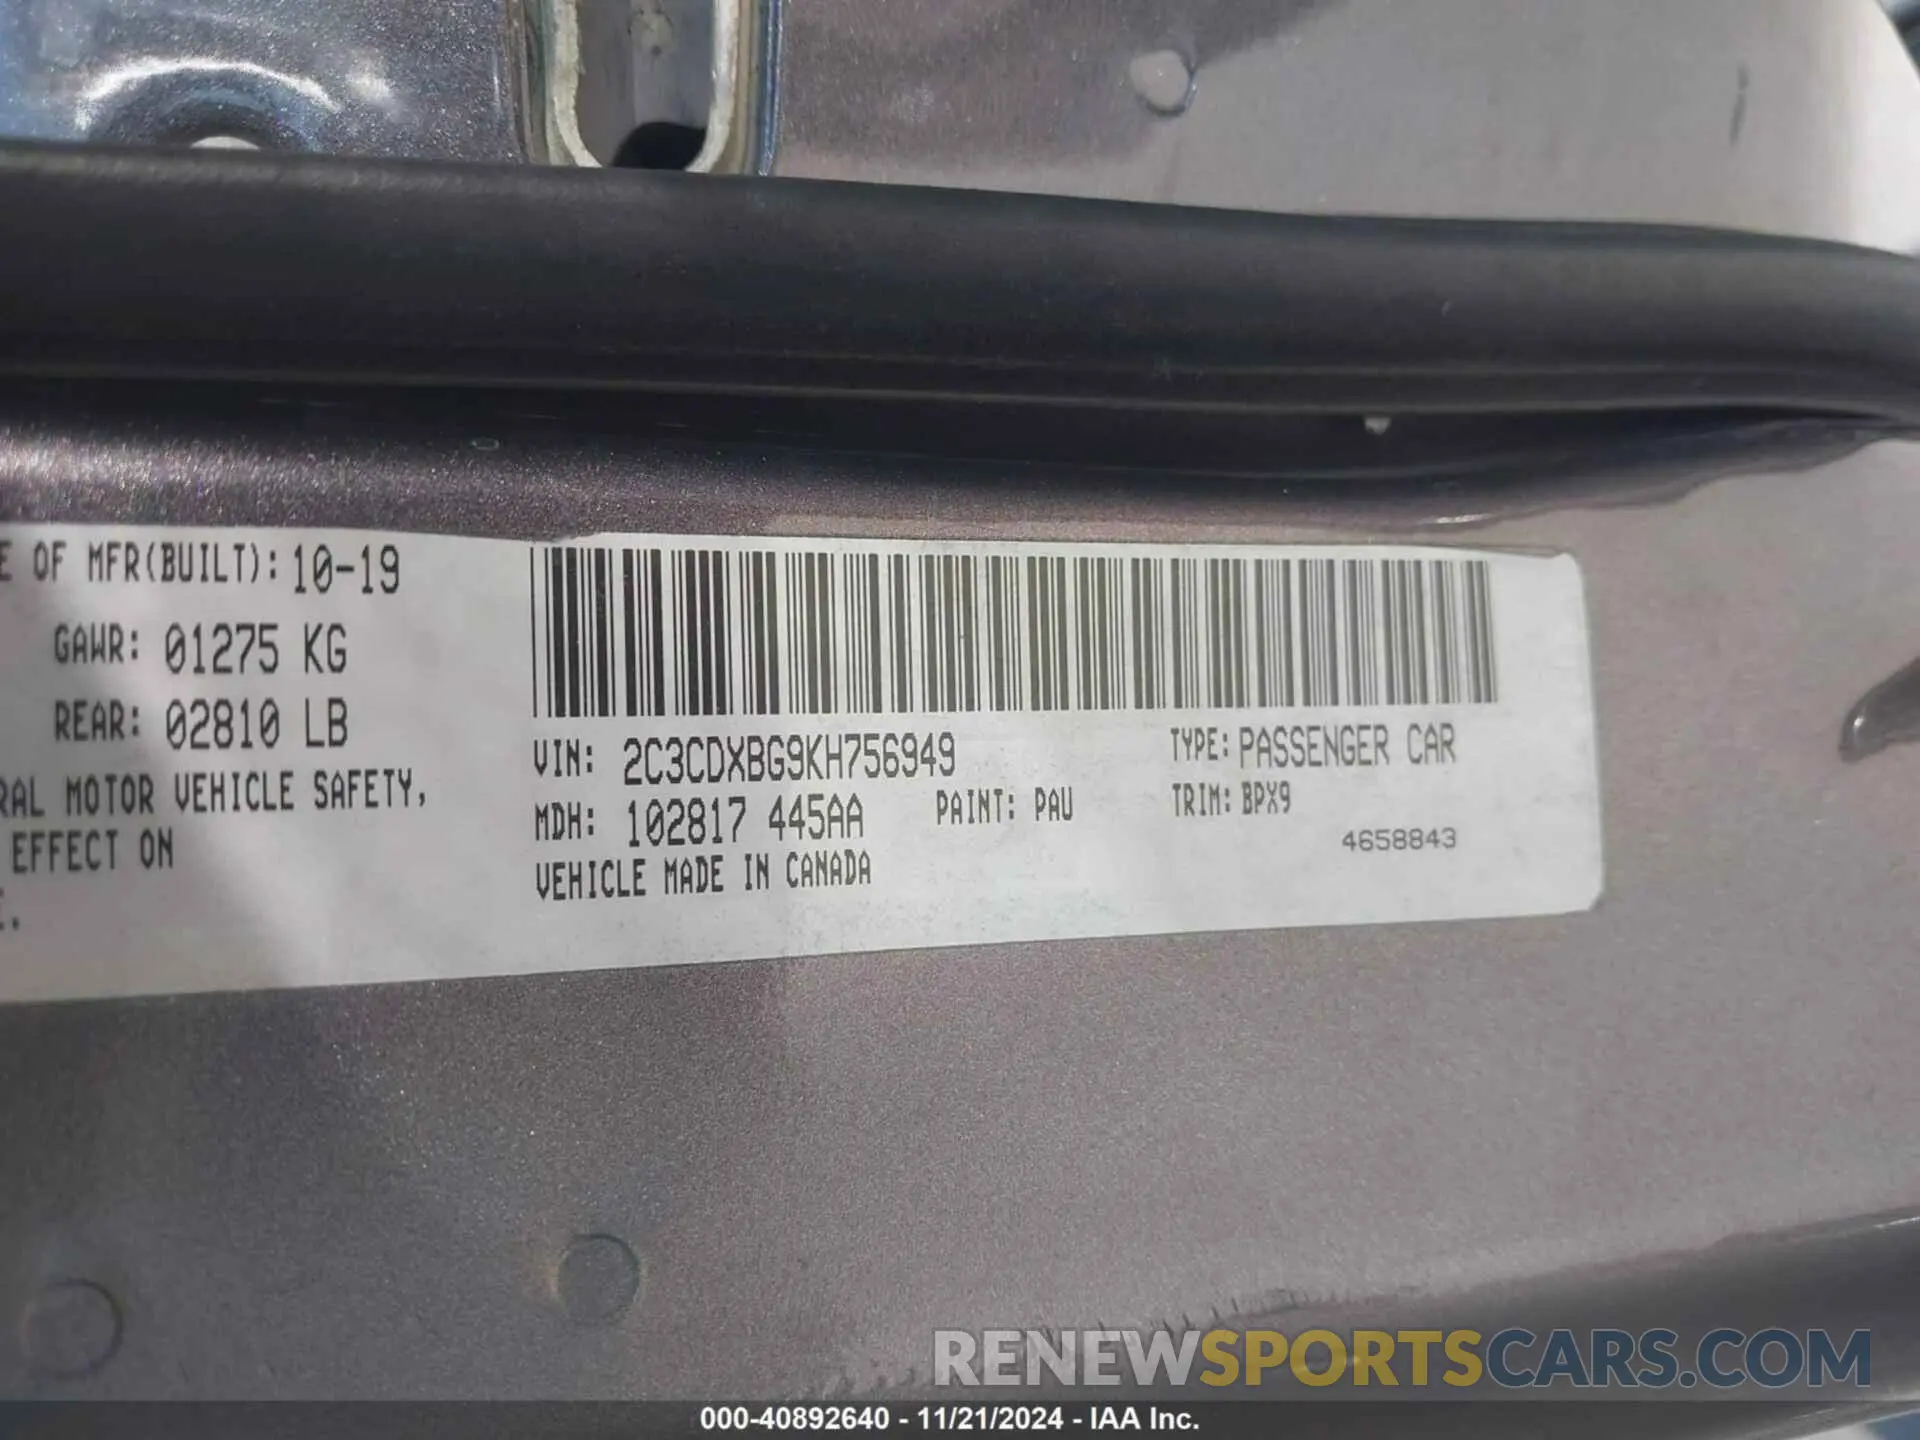 E OF MFR(BUILT): 10-19
GAWR: 01275 KG
REAR: 02810 LB
RAL MOTOR VEHICLE SAFETY,
EFFECT ON
E.
VIN: 2C3CDXBG9KH756949
TYPE: PASSENGER CAR
MDH: 102817 445AA
PAINT: PAU
TRIM: BPX9
VEHICLE MADE IN CANADA
4658843
RENEWSPORTSCARS.COM
000-40892640 - 11/21/2024 - IAA Inc.